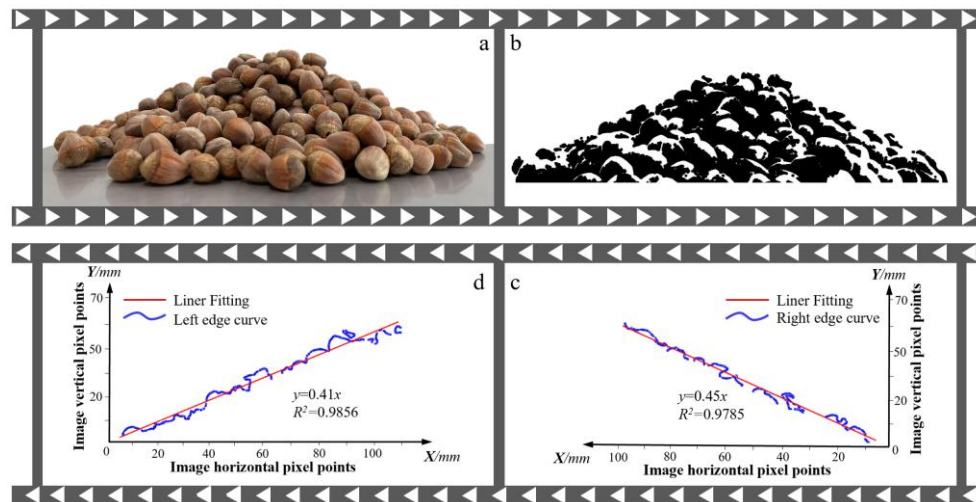 a
b
d
Y/mm
70
Liner Fitting
Left edge curve
50
20
0
20
40
60
80
100
X/mm
Image vertical pixel points
Image horizontal pixel points
y=0.41x
R²=0.9856
c
Y/mm
70
Liner Fitting
Right edge curve
50
20
0
100
80
60
40
20
X/mm
Image vertical pixel points
Image horizontal pixel points
y=0.45x
R²=0.9785